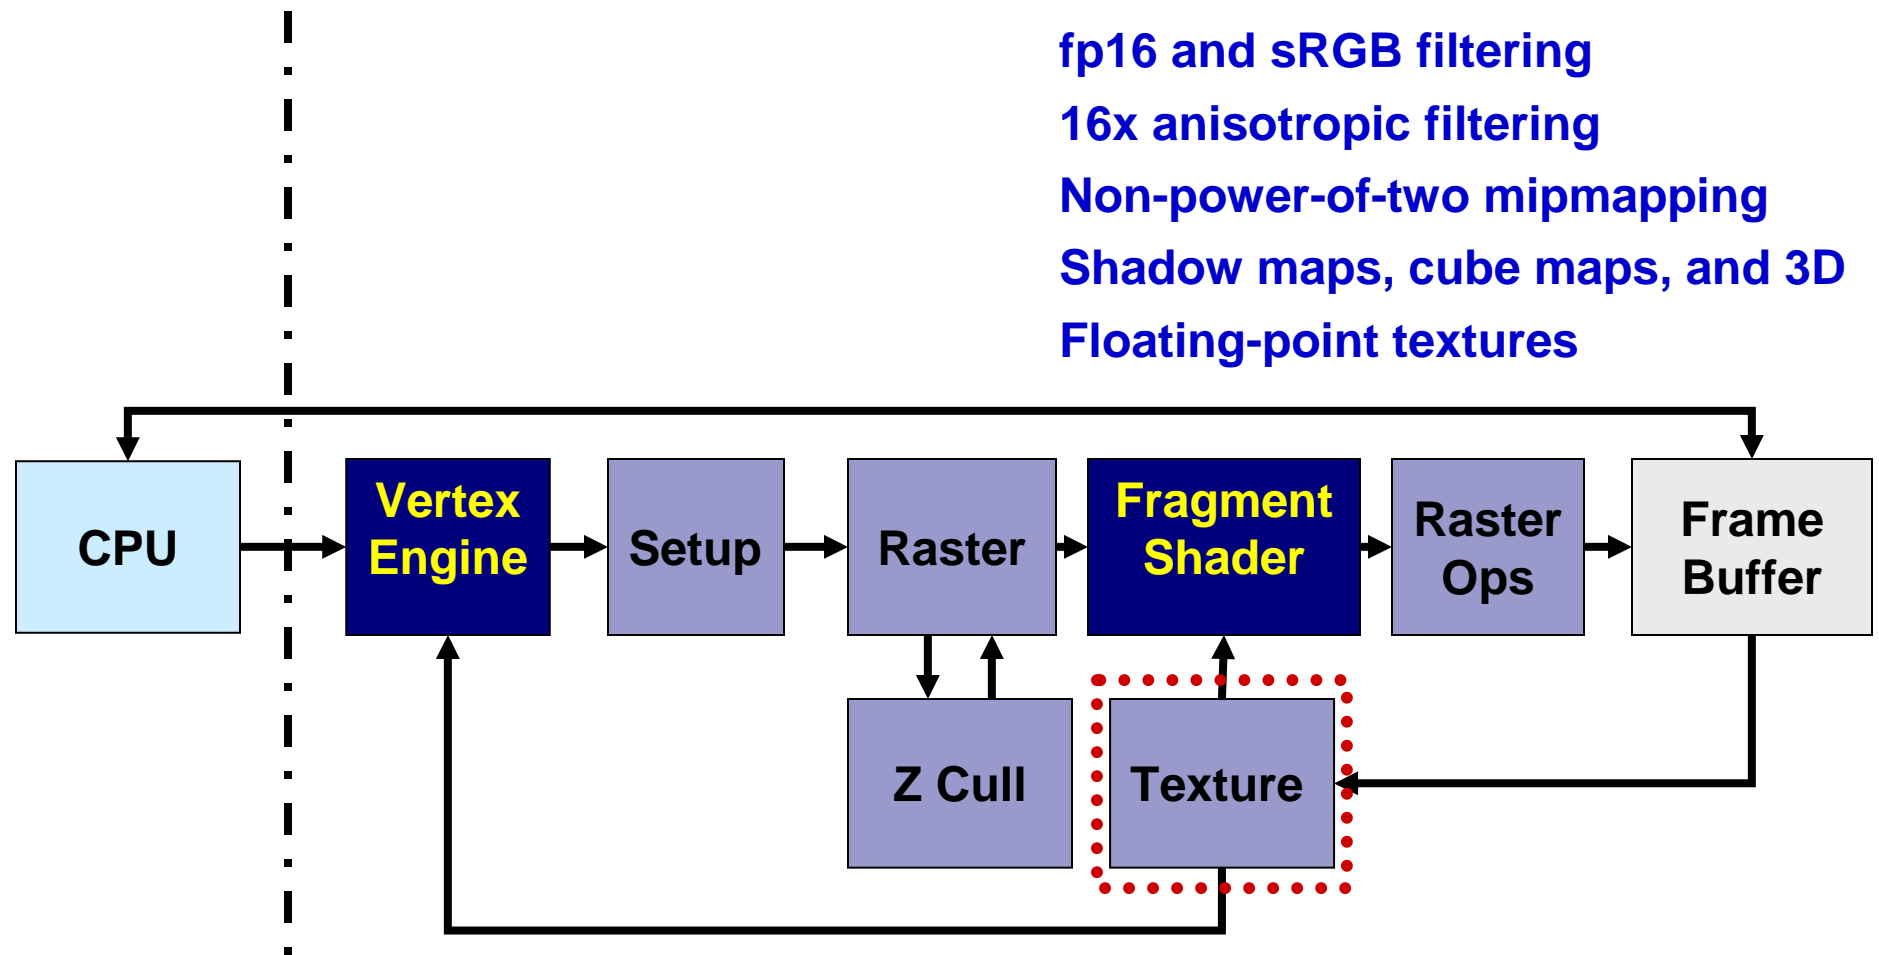 fp16 and sRGB filtering
16x anisotropic filtering
Non-power-of-two mipmapping
Shadow maps, cube maps, and 3D
Floating-point textures
CPU
Vertex
Engine
Setup
Raster
Fragment
Shader
Raster
Ops
Frame
Buffer
Z Cull
Texture